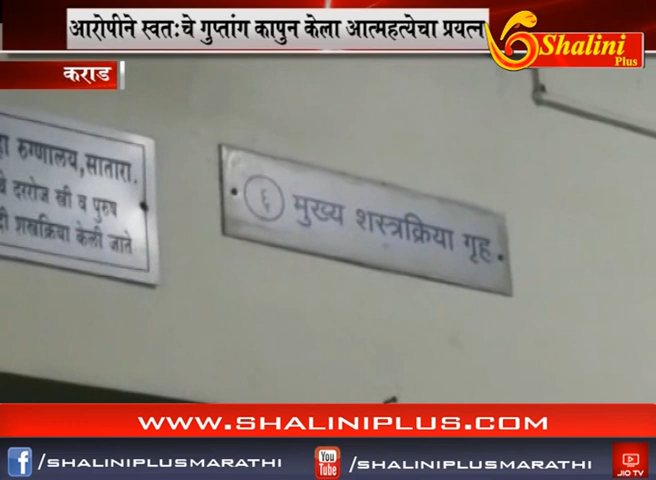 आरोपीने स्वतःचे गुप्तांग कापुन केला आत्महत्येचा प्रयत्न
Shalini
Plus
कराड
रुग्णालय, सातारा.
दररोज स्त्री व पुरुष
शस्त्रक्रिया केली जाते
६ मुख्य शस्त्रक्रिया गृह.
WWW.SHALINIPLUS.COM
f /SHALINIPLUSMARATHI
You Tube /SHALINIPLUSMARATHI
JIO TV